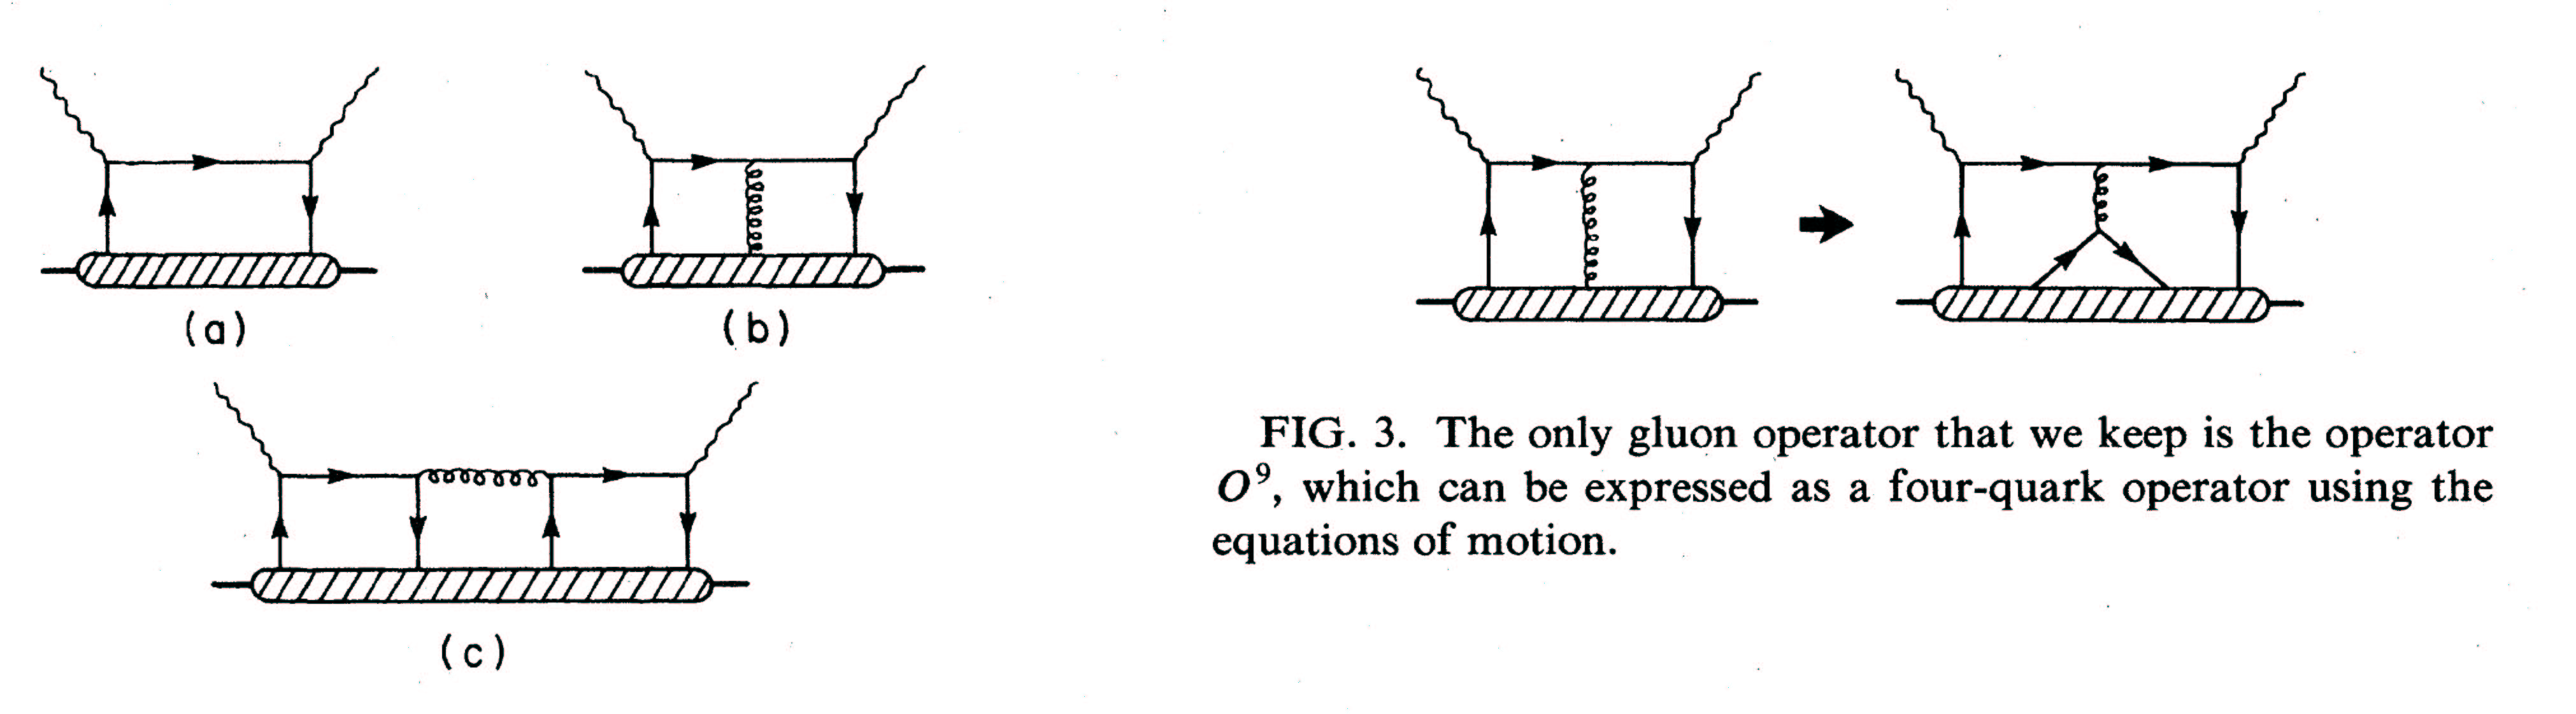 (a)
(b)
(c)
FIG. 3. The only gluon operator that we keep is the operator
O⁹, which can be expressed as a four-quark operator using the
equations of motion.